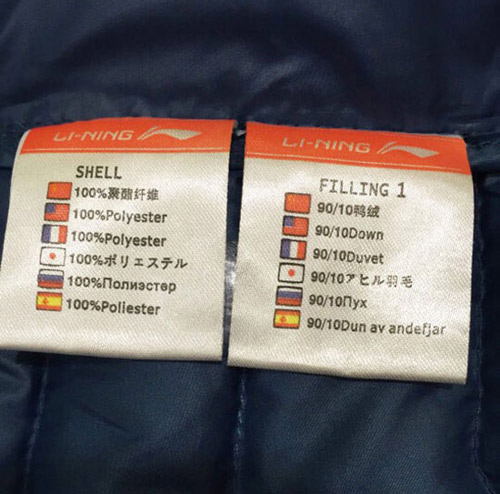 LI-NING
SHELL
100%聚酯纤维
100%Polyester
100%Polyester
100%ポリエステル
100%Полиэстэр
100%Poliester
LI-NING
FILLING 1
90/10鸭绒
90/10Down
90/10Duvet
90/10アヒル羽毛
90/10Пух
90/10Dun av andefjar